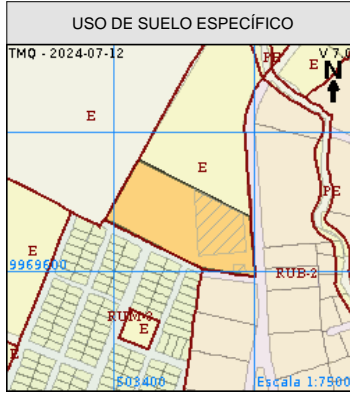 USO DE SUELO ESPECÍFICO
TMQ - 2024-07-12
V 7.0
PE
E
N
E
E
PE
E
9969600
RUB-2
RUM-3
E
E
503400
Escala 1:7500